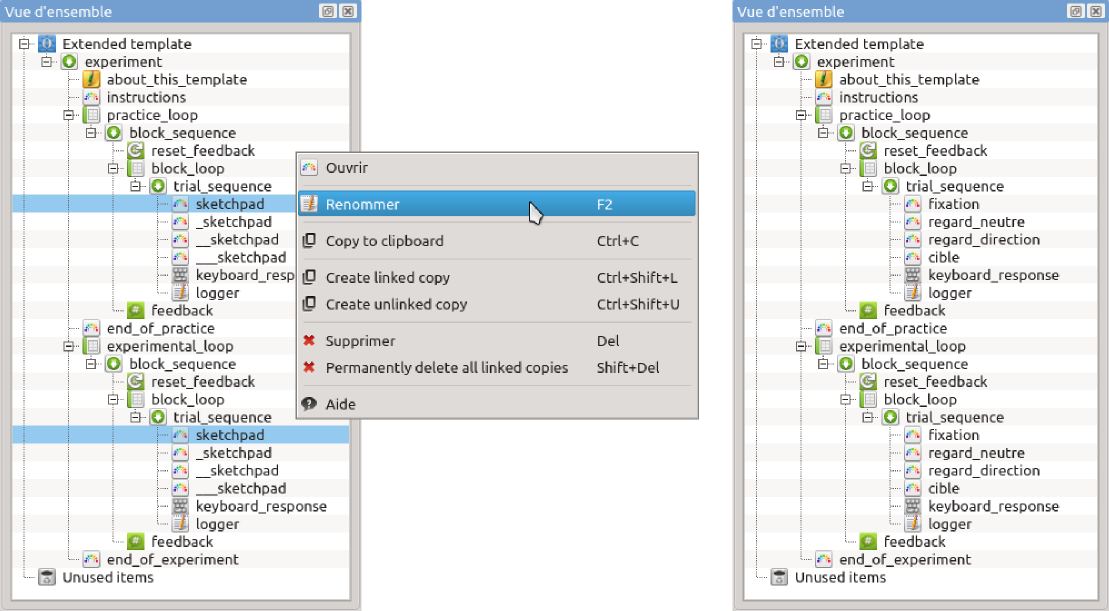 Vue d'ensemble
Extended template
experiment
about_this_template
instructions
practice_loop
block_sequence
reset_feedback
block_loop
trial_sequence
sketchpad
_sketchpad
__sketchpad
___sketchpad
keyboard_resp
logger
feedback
end_of_practice
experimental_loop
block_sequence
reset_feedback
block_loop
trial_sequence
sketchpad
_sketchpad
__sketchpad
___sketchpad
keyboard_response
logger
feedback
end_of_experiment
Unused items
Ouvrir
Renommer F2
Copy to clipboard Ctrl+C
Create linked copy Ctrl+Shift+L
Create unlinked copy Ctrl+Shift+U
Supprimer Del
Permanently delete all linked copies Shift+Del
Aide
Vue d'ensemble
Extended template
experiment
about_this_template
instructions
practice_loop
block_sequence
reset_feedback
block_loop
trial_sequence
fixation
regard_neutre
regard_direction
cible
keyboard_response
logger
feedback
end_of_practice
experimental_loop
block_sequence
reset_feedback
block_loop
trial_sequence
fixation
regard_neutre
regard_direction
cible
keyboard_response
logger
feedback
end_of_experiment
Unused items